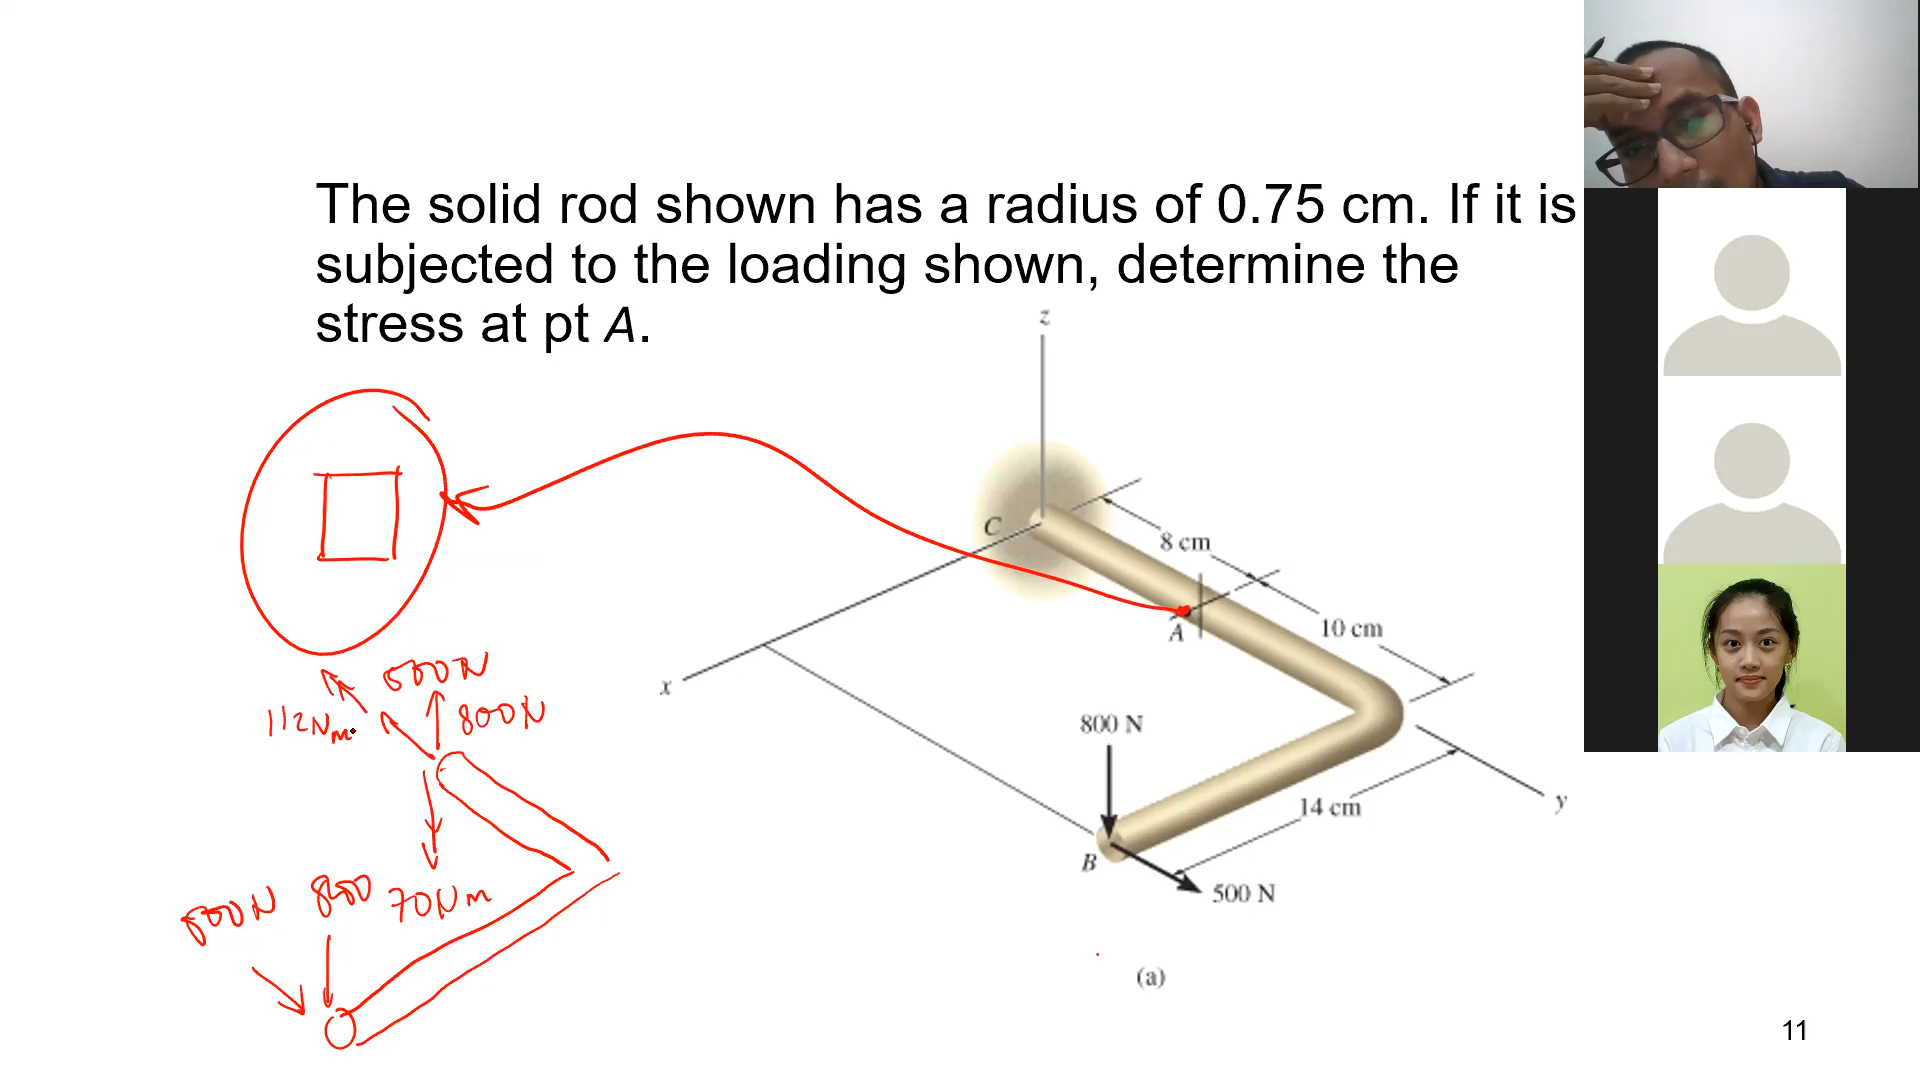 The solid rod shown has a radius of 0.75 cm. If it is
subjected to the loading shown, determine the
stress at pt A.
z
C
8 cm
A
10 cm
x
800 N
14 cm
y
B
500 N
(a)
11
500N
112Nm
800N
500N 800 70Nm